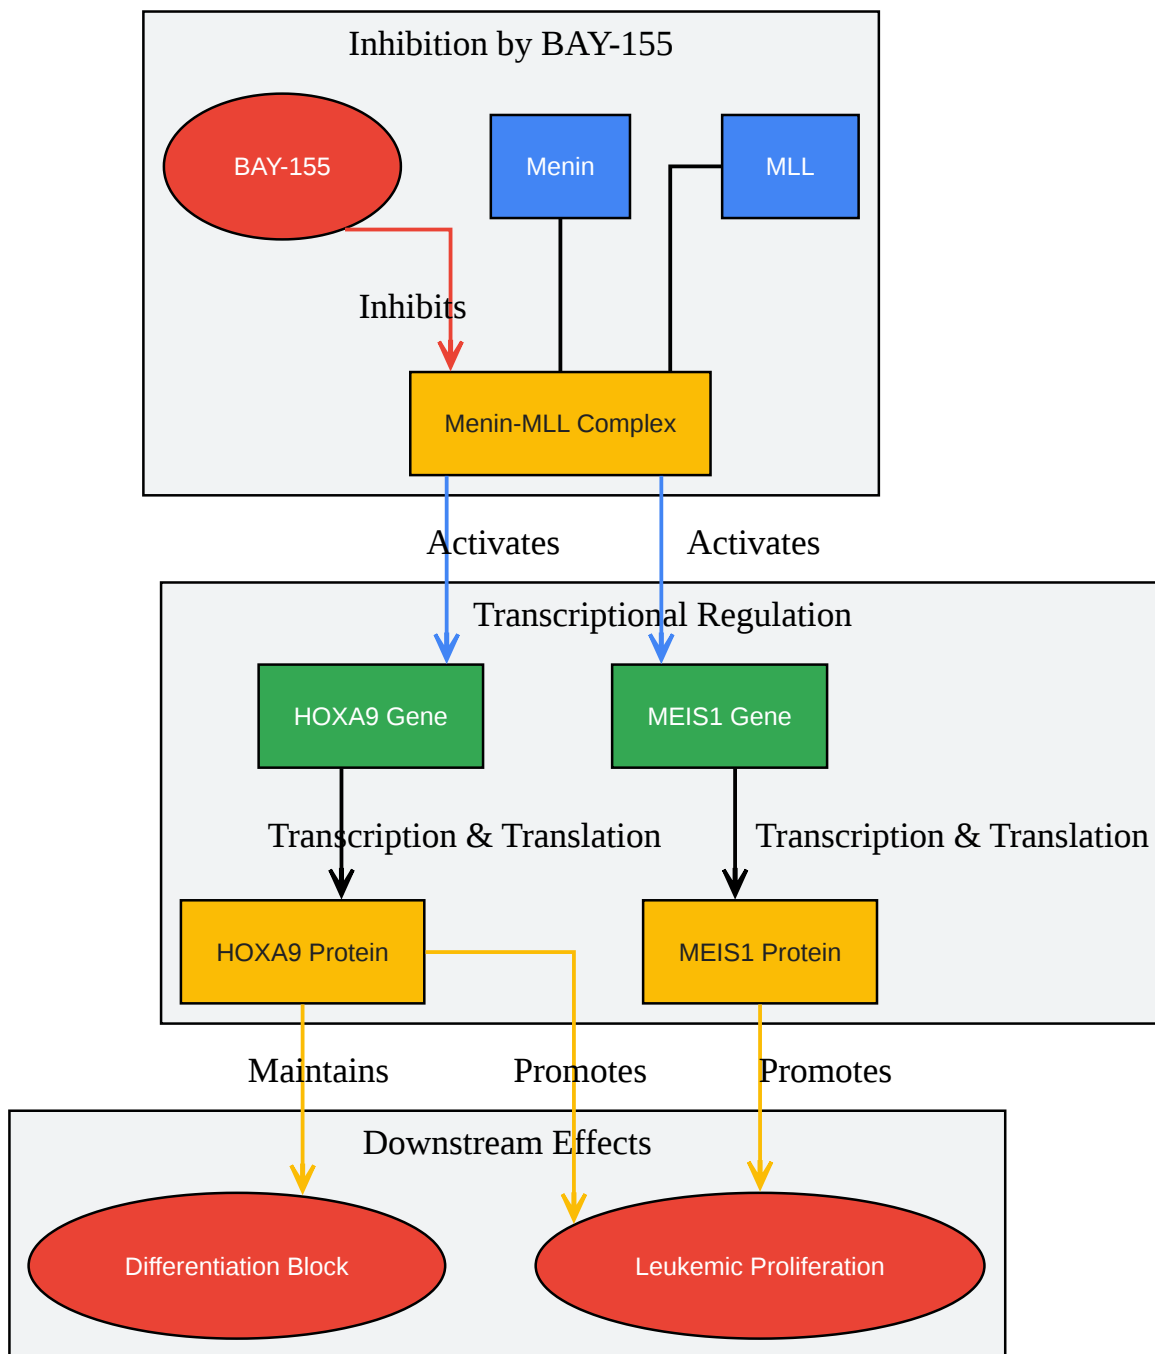 Inhibition by BAY-155
BAY-155
Menin
MLL
Inhibits
Menin-MLL Complex
Activates
Activates
Transcriptional Regulation
HOXA9 Gene
MEIS1 Gene
Transcription & Translation
Transcription & Translation
HOXA9 Protein
MEIS1 Protein
Maintains
Promotes
Promotes
Downstream Effects
Differentiation Block
Leukemic Proliferation